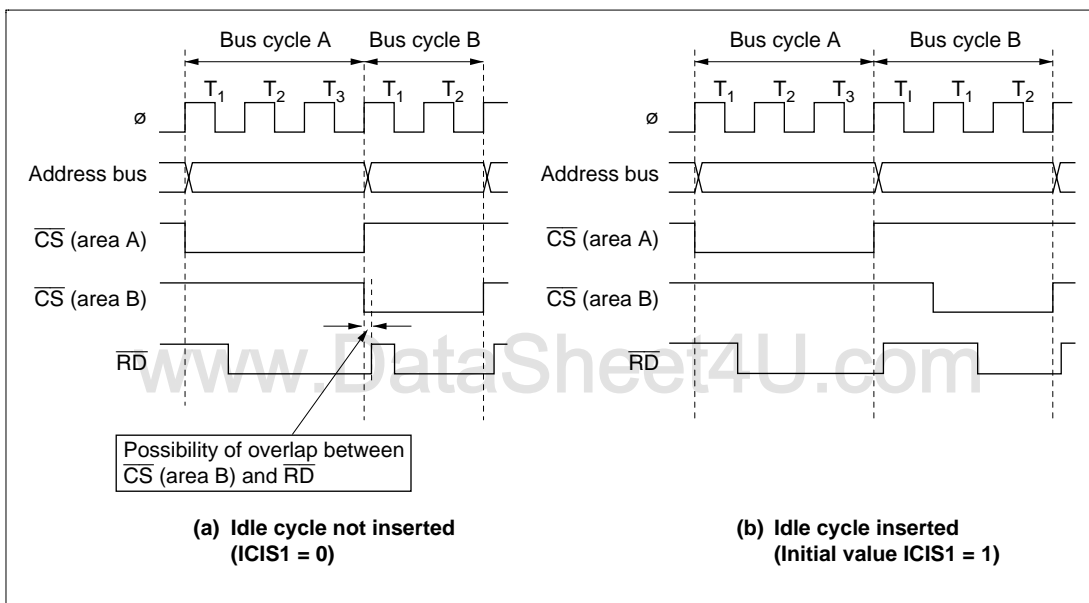 Bus cycle A Bus cycle B
T1 T2 T3 T1 T2
ø
Address bus
CS (area A)
CS (area B)
RD
Possibility of overlap between
CS (area B) and RD
(a) Idle cycle not inserted
(ICIS1 = 0)
Bus cycle A Bus cycle B
T1 T2 T3 TI T1 T2
ø
Address bus
CS (area A)
CS (area B)
RD
(b) Idle cycle inserted
(Initial value ICIS1 = 1)
www.DataSheet4U.com